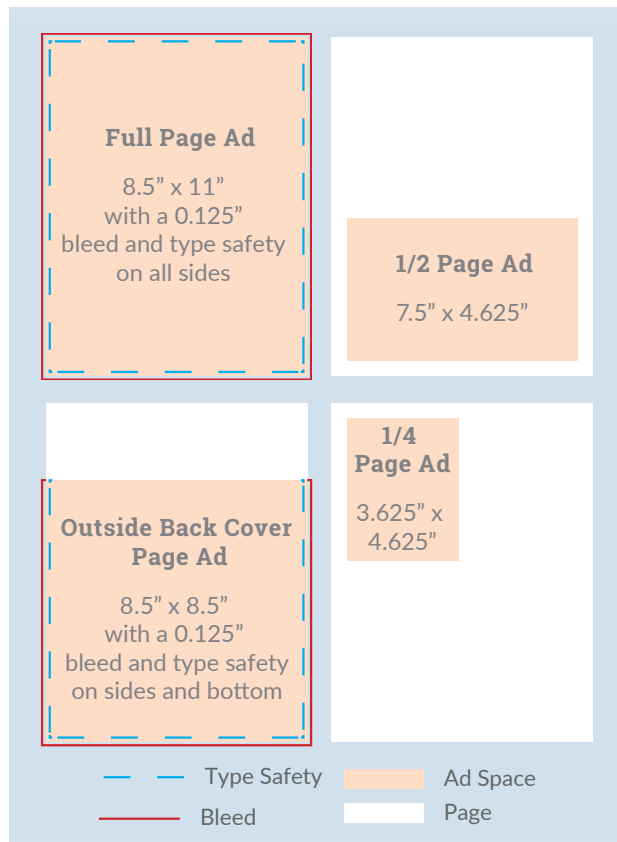 Full Page Ad
8.5” x 11”
with a 0.125”
bleed and type safety
on all sides
1/2 Page Ad
7.5” x 4.625”
Outside Back Cover
Page Ad
8.5” x 8.5”
with a 0.125”
bleed and type safety
on sides and bottom
1/4
Page Ad
3.625” x
4.625”
Type Safety
Ad Space
Bleed
Page